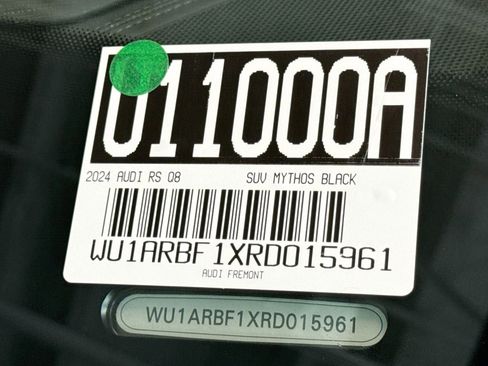 011000A
2024 AUDI RS Q8 SUV MYTHOS BLACK
WU1ARBF1XRD015961
AUDI FREMONT
WU1ARBF1XRD015961